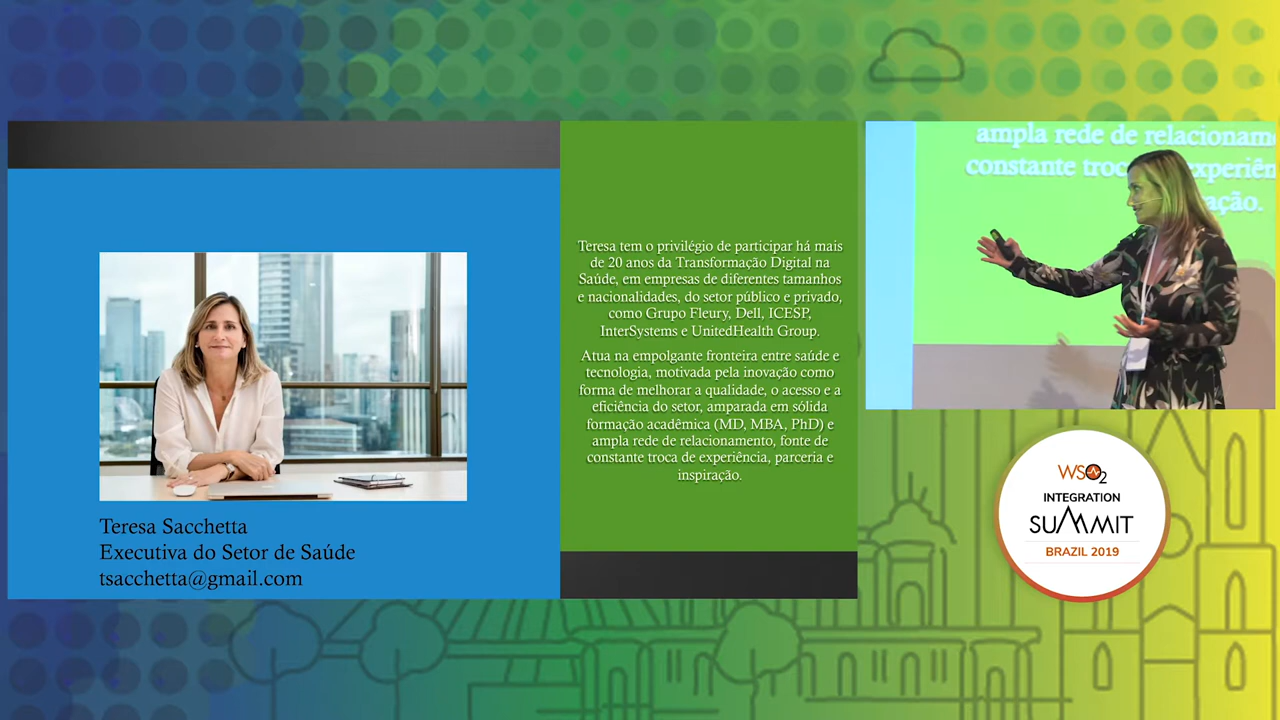 Teresa Sacchetta
Executiva do Setor de Saúde
tsacchetta@gmail.com
Teresa tem o privilégio de participar há mais
de 20 anos da Transformação Digital na
Saúde, em empresas de diferentes tamanhos
e nacionalidades, do setor público e privado,
como Grupo Fleury, Dell, ICESP,
InterSystems e UnitedHealth Group.
Atua na empolgante fronteira entre saúde e
tecnologia, motivada pela inovação como
forma de melhorar a qualidade, o acesso e a
eficiência do setor, amparada em sólida
formação acadêmica (MD, MBA, PhD) e
ampla rede de relacionamento, fonte de
constante troca de experiência, parceria e
inspiração.
ampla rede de
constante
WSO2
INTEGRATION
SUMMIT
BRAZIL 2019